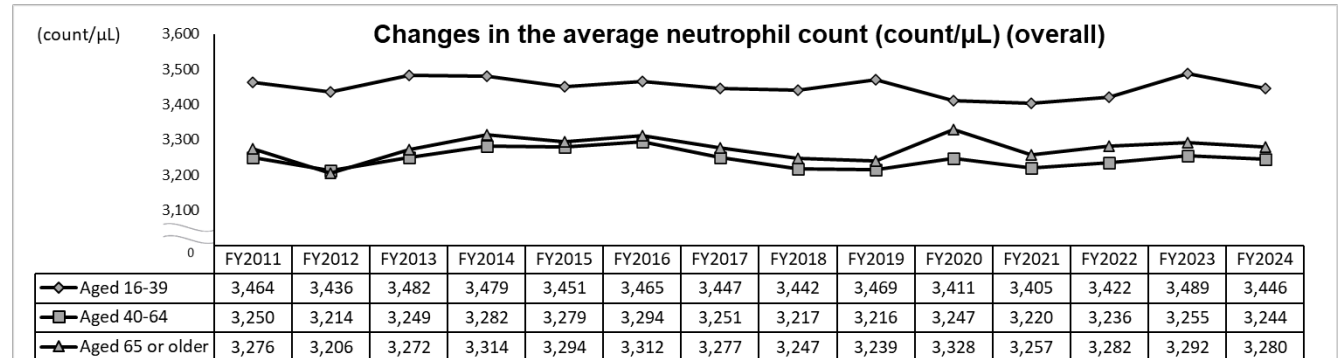 Changes in the average neutrophil count (count/μL) (overall)
(count/μL)
3,600
3,500
3,400
3,300
3,200
3,100
0
FY2011 FY2012 FY2013 FY2014 FY2015 FY2016 FY2017 FY2018 FY2019 FY2020 FY2021 FY2022 FY2023 FY2024
Aged 16-39 3,464 3,436 3,482 3,479 3,451 3,465 3,447 3,442 3,469 3,411 3,405 3,422 3,489 3,446
Aged 40-64 3,250 3,214 3,249 3,282 3,279 3,294 3,251 3,217 3,216 3,247 3,220 3,236 3,255 3,244
Aged 65 or older 3,276 3,206 3,272 3,314 3,294 3,312 3,277 3,247 3,239 3,328 3,257 3,282 3,292 3,280